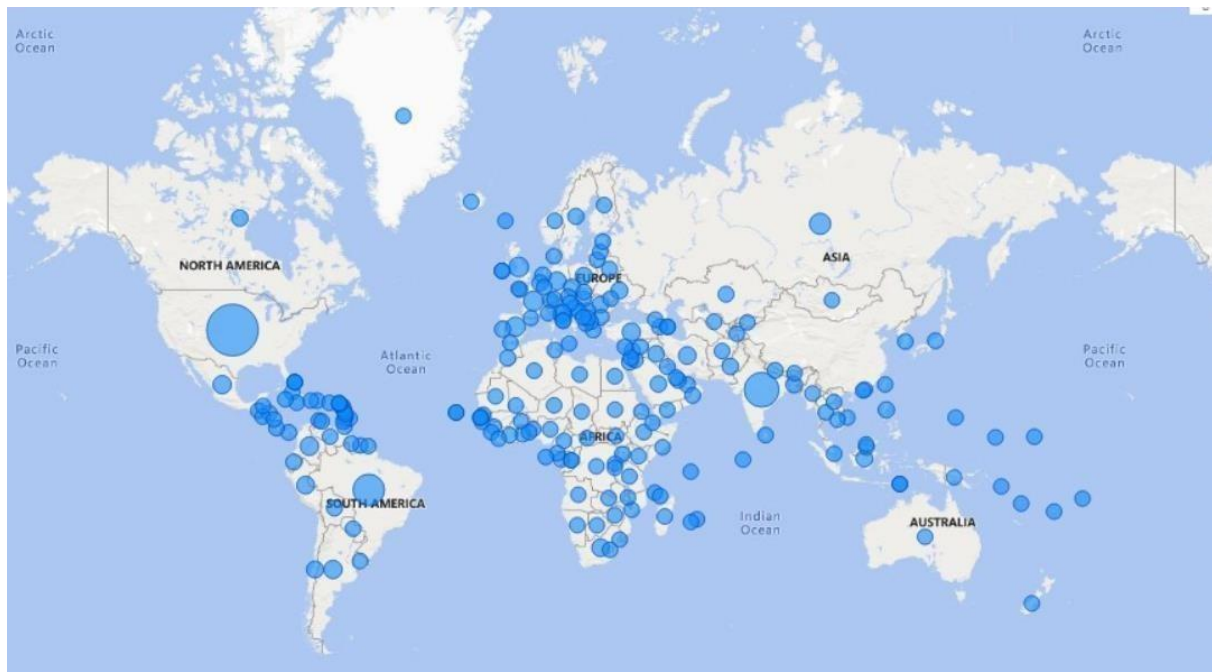 Arctic
Ocean
Arctic
Ocean
NORTH AMERICA
EUROPE
ASIA
Pacific
Ocean
Atlantic
Ocean
Pacific
Ocean
AFRICA
SOUTH AMERICA
Indian
Ocean
AUSTRALIA